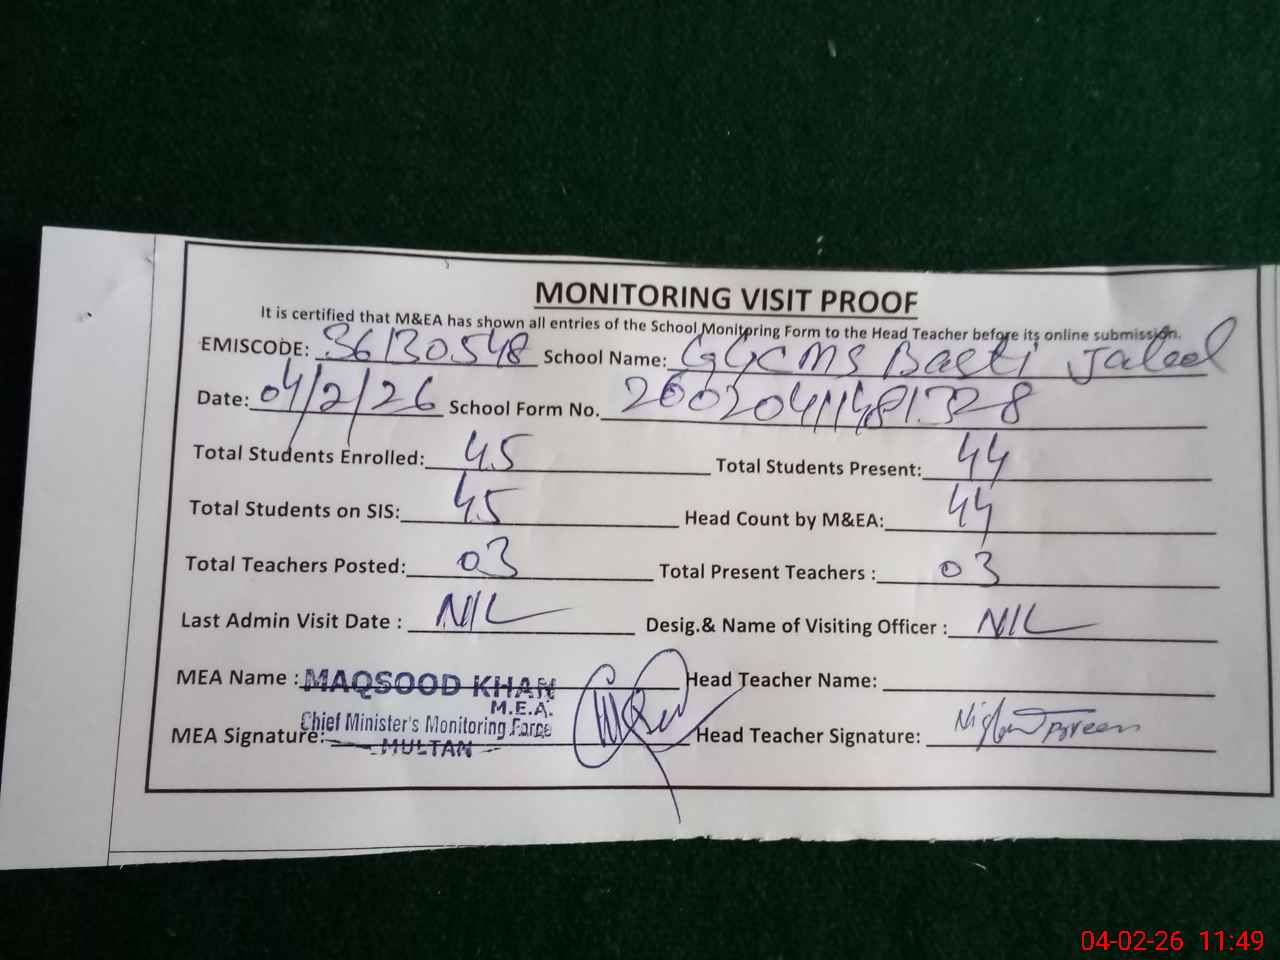 MONITORING VISIT PROOF
It is certified that M&EA has shown all entries of the School Monitoring Form to the Head Teacher before its online submission.
EMISCODE: 36130548 School Name: GGCMS Basti Jaleel
Date: 04/2/26 School Form No. 26020411481328
Total Students Enrolled: 45 Total Students Present: 44
Total Students on SIS: 45 Head Count by M&EA: 44
Total Teachers Posted: 03 Total Present Teachers : 03
Last Admin Visit Date : NIL Desig.& Name of Visiting Officer : NIL
MEA Name : MAQSOOD KHAN Head Teacher Name:
M.E.A.
Chief Minister's Monitoring Force
MEA Signature: MULTAN Head Teacher Signature:
04-02-26 11:49